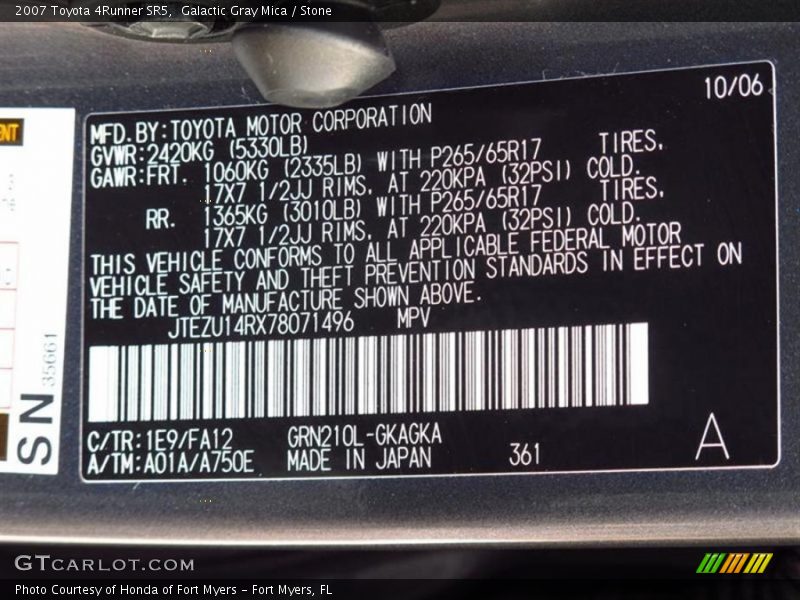 2007 Toyota 4Runner SR5, Galactic Gray Mica / Stone
10/06
MFD. BY: TOYOTA MOTOR CORPORATION
GVWR: 2420KG (5330LB)
GAWR: FRT. 1060KG (2335LB) WITH P265/65R17 TIRES.
17X7 1/2JJ RIMS. AT 220KPA (32PSI) COLD.
RR. 1365KG (3010LB) WITH P265/65R17 TIRES.
17X7 1/2JJ RIMS. AT 220KPA (32PSI) COLD.
THIS VEHICLE CONFORMS TO ALL APPLICABLE FEDERAL MOTOR
VEHICLE SAFETY AND THEFT PREVENTION STANDARDS IN EFFECT ON
THE DATE OF MANUFACTURE SHOWN ABOVE.
JTEZU14RX78071496 MPV
C/TR: 1E9/FA12 GRN210L-GKAGKA
A/TM: A01A/A750E MADE IN JAPAN 361
A
SN 35661
GTCARLOT.COM
Photo Courtesy of Honda of Fort Myers - Fort Myers, FL